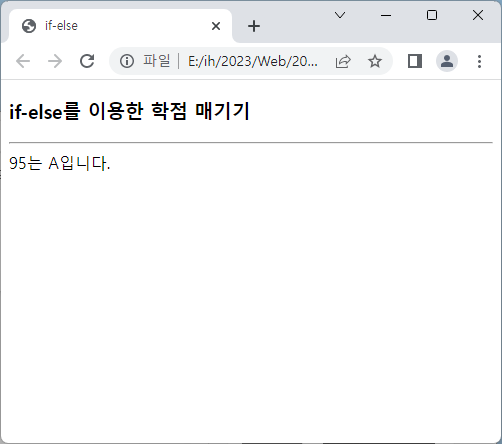 if-else
파일 E:/ih/2023/Web/20...
if-else를 이용한 학점 매기기
95는 A입니다.